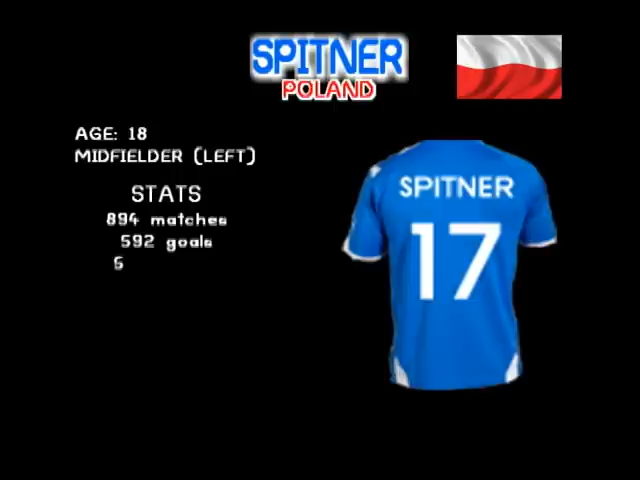 SPITNER
POLAND
AGE: 18
MIDFIELDER (LEFT)
STATS
894 matches
592 goals
5
SPITNER
17